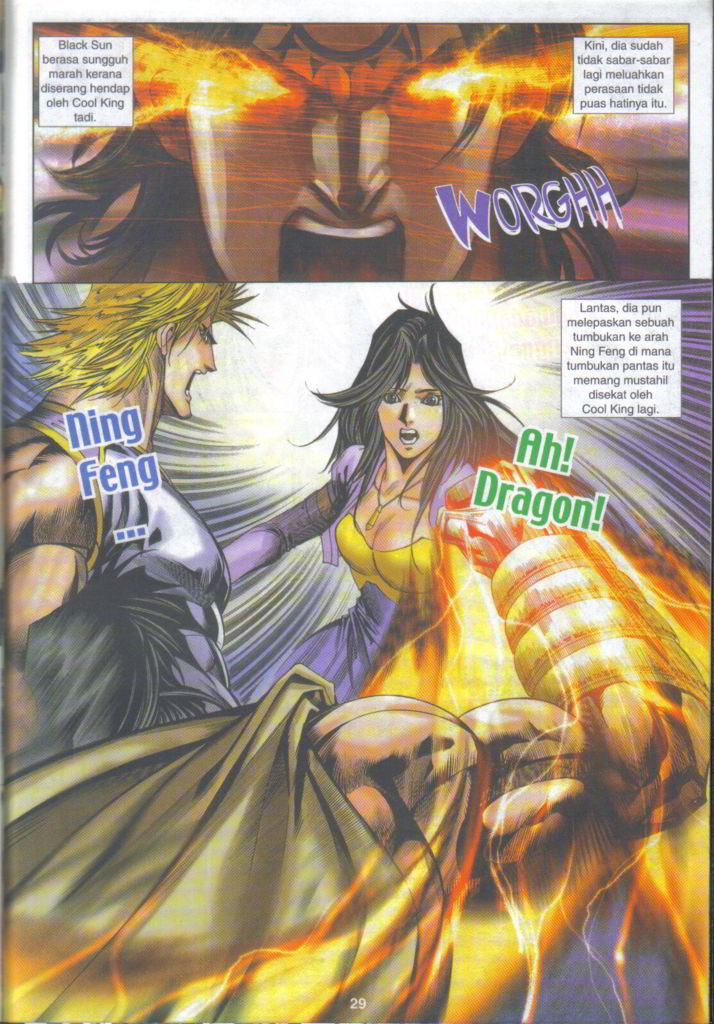 Black Sun
berasa sungguh
marah kerana
diserang hendap
oleh Cool King
tadi.
Kini, dia sudah
tidak sabar-sabar
lagi meluahkan
perasaan tidak
puas hatinya itu.
WORGHH
Lantas, dia pun
melepaskan sebuah
tumbukan ke arah
Ning Feng di mana
tumbukan pantas itu
memang mustahil
disekat oleh
Cool King lagi.
Ning
Feng
...
Ah!
Dragon!
29